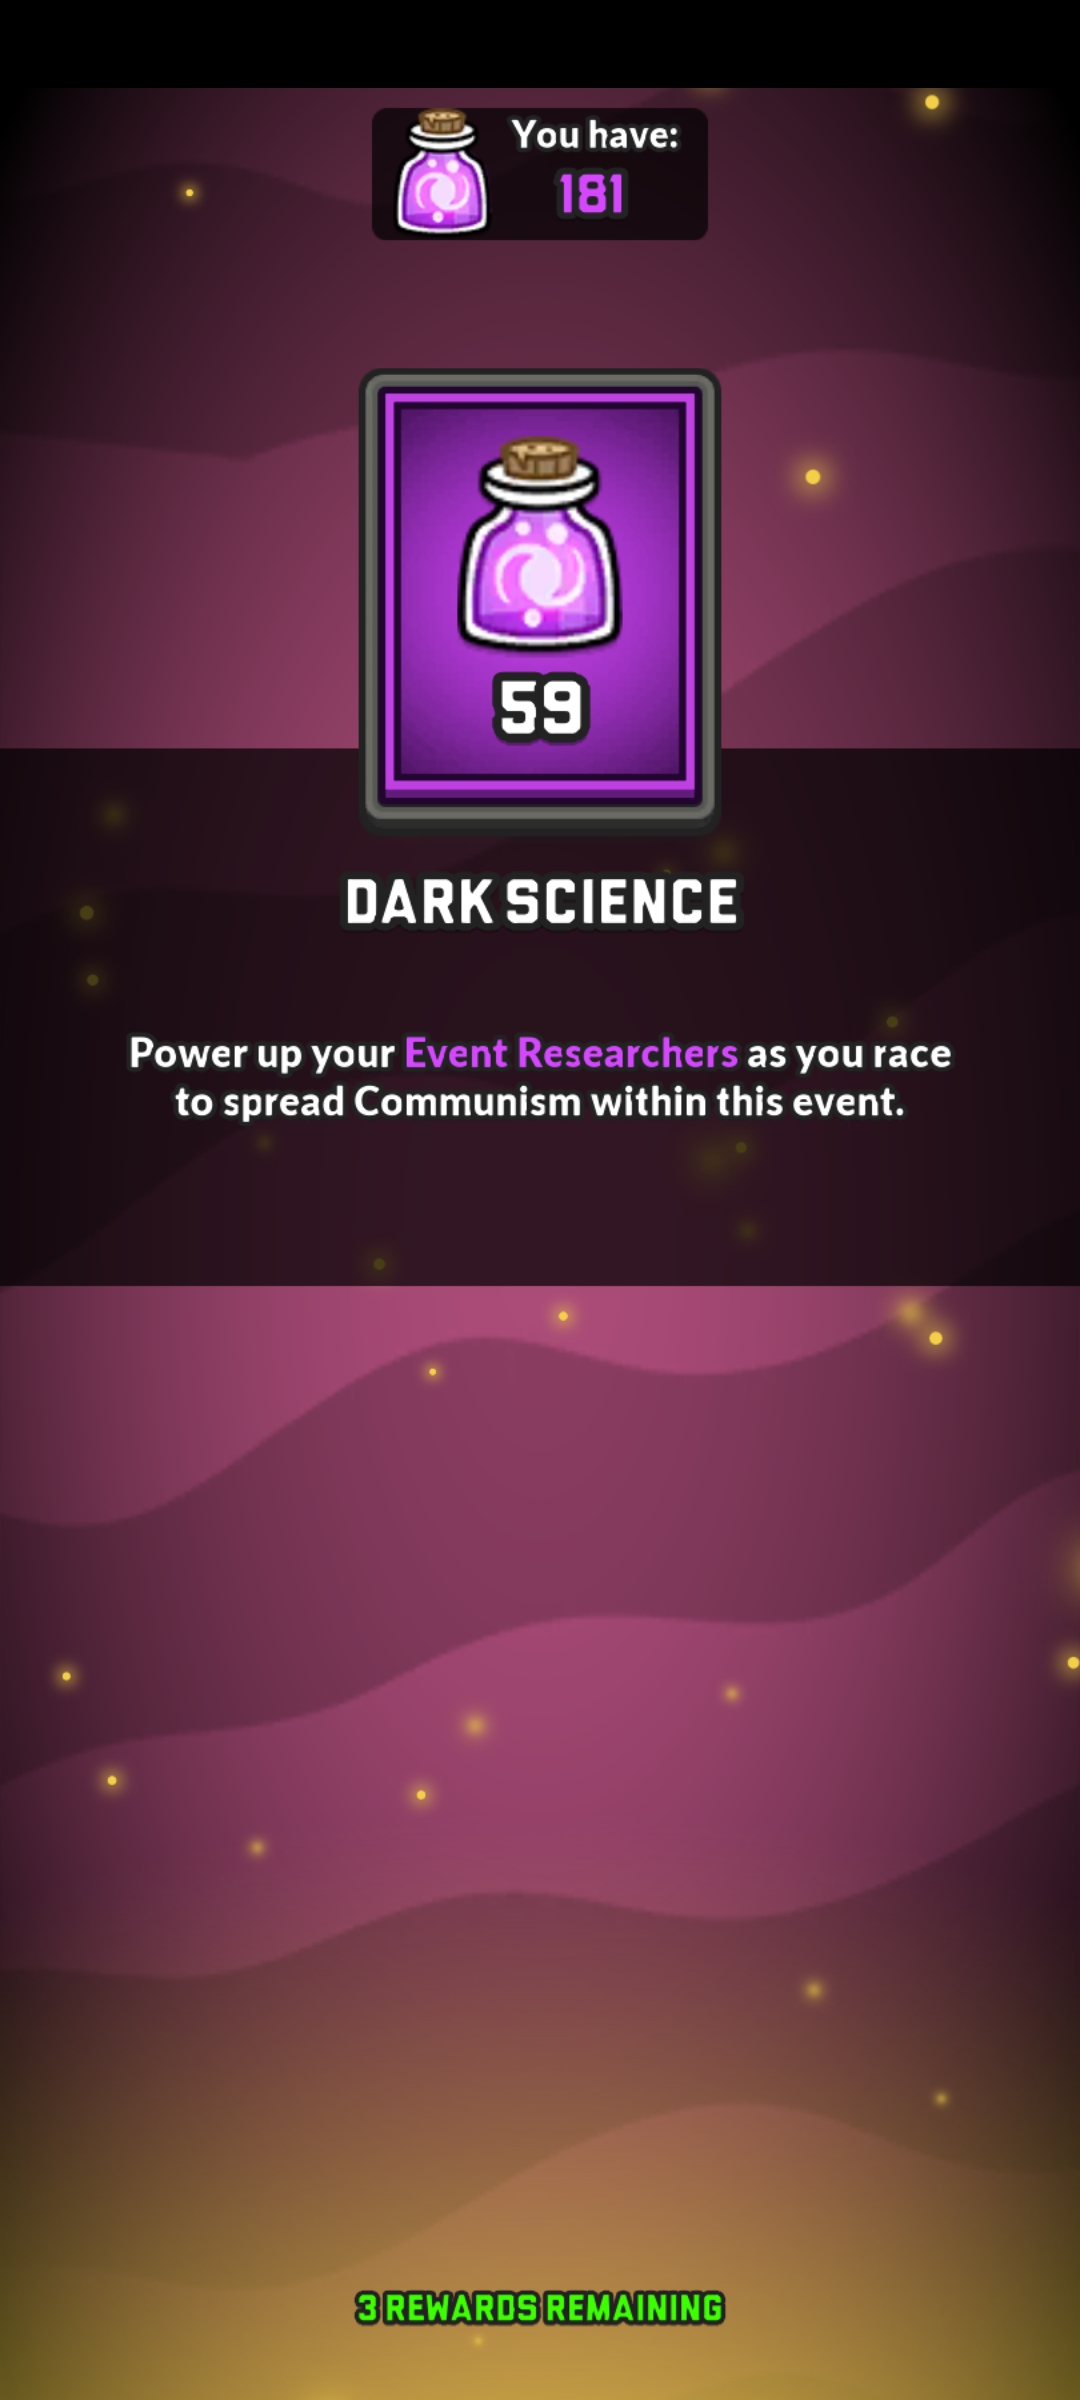 You have:
181
59
DARK SCIENCE
Power up your Event Researchers as you race
to spread Communism within this event.
3 REWARDS REMAINING